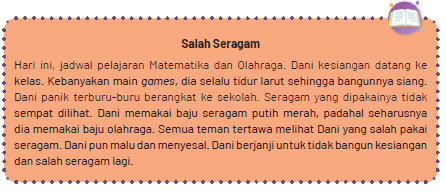 Salah Seragam
Hari ini, jadwal pelajaran Matematika dan Olahraga. Dani kesiangan datang ke
kelas. Kebanyakan main games, dia selalu tidur larut sehingga bangunnya siang.
Dani panik terburu-buru berangkat ke sekolah. Seragam yang dipakainya tidak
sempat dilihat. Dani memakai baju seragam putih merah, padahal seharusnya
dia memakai baju olahraga. Semua teman tertawa melihat Dani yang salah pakai
seragam. Dani pun malu dan menyesal. Dani berjanji untuk tidak bangun kesiangan
dan salah seragam lagi.